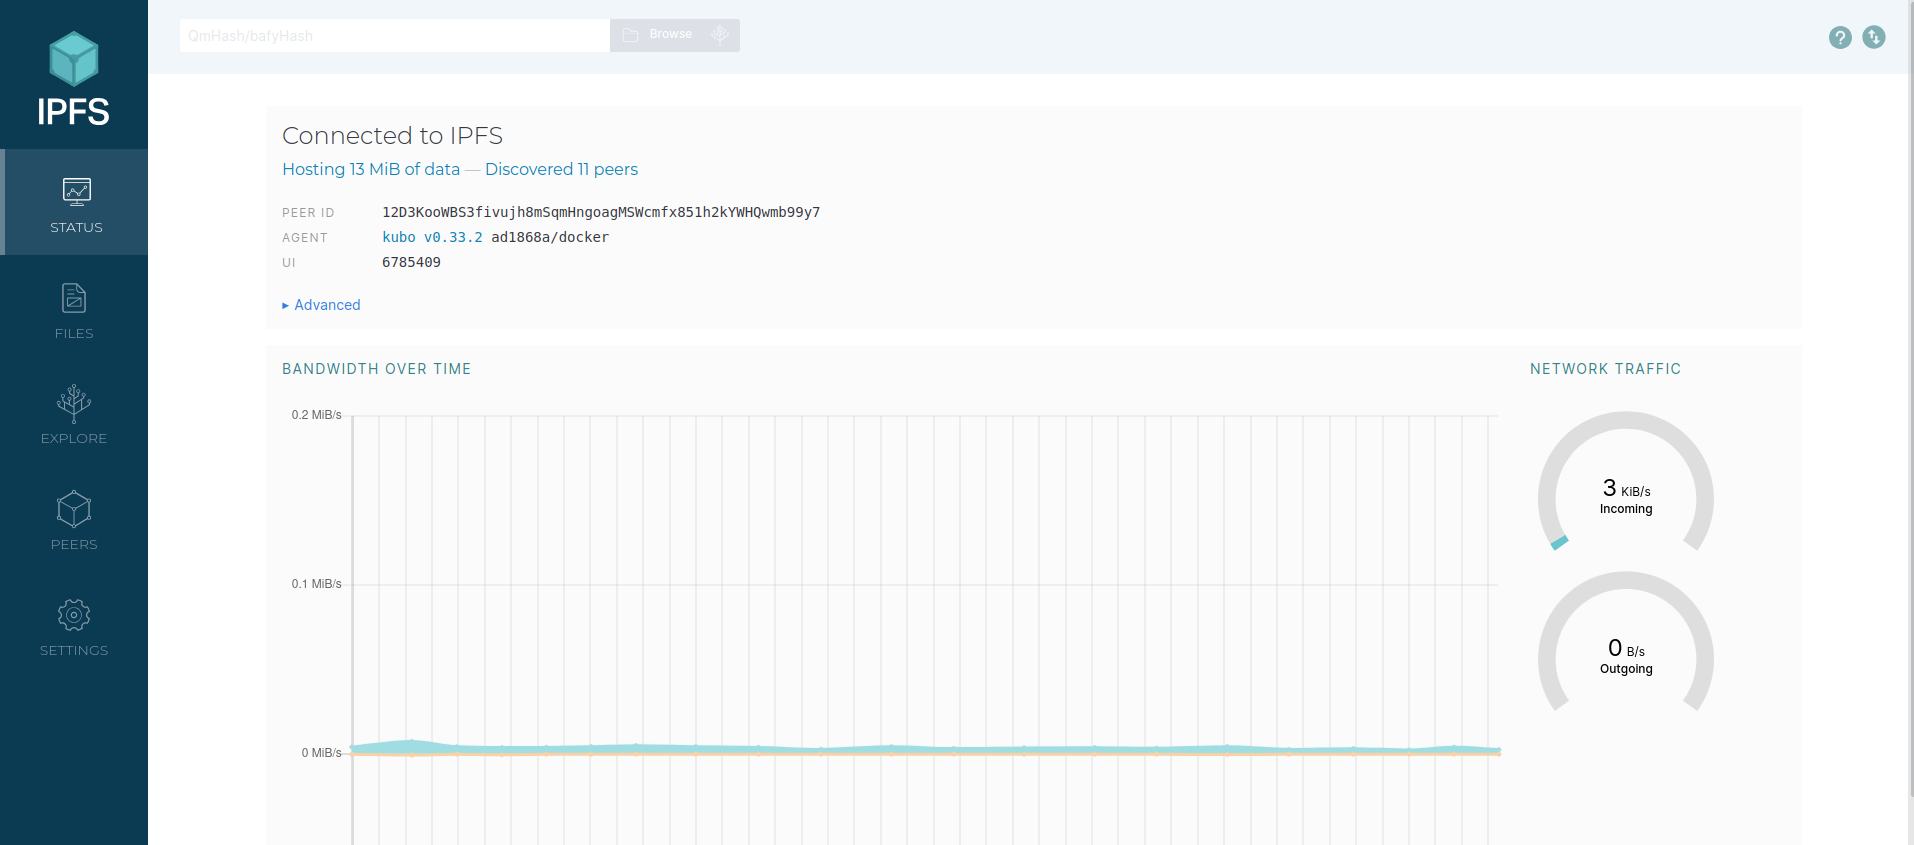 QmHash/bafyHash
Browse
IPFS
STATUS
FILES
EXPLORE
PEERS
SETTINGS
Connected to IPFS
Hosting 13 MiB of data — Discovered 11 peers
PEER ID 12D3KooWBS3fivujh8mSqmHngoagMSWcmfx851h2kYWHQwmb99y7
AGENT kubo v0.33.2 ad1868a/docker
UI 6785409
▸ Advanced
BANDWIDTH OVER TIME
0.2 MiB/s
0.1 MiB/s
0 MiB/s
NETWORK TRAFFIC
3 KiB/s
Incoming
0 B/s
Outgoing